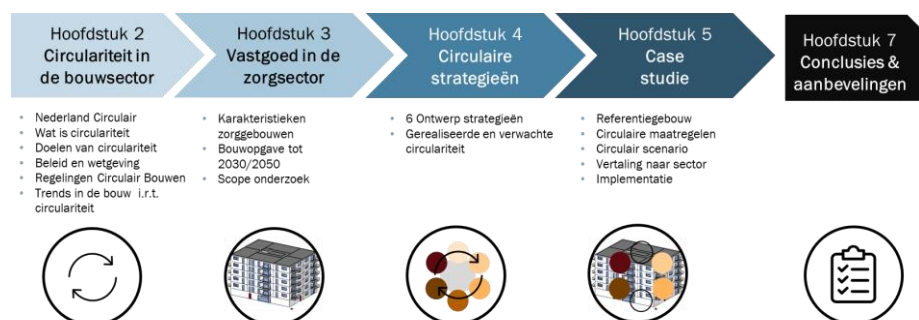 Hoofdstuk 2
Circulariteit in
de bouwsector
Hoofdstuk 3
Vastgoed in de
zorgsector
Hoofdstuk 4
Circulaire
strategieën
Hoofdstuk 5
Case
studie
Hoofdstuk 7
Conclusies &
aanbevelingen
• Nederland Circulair
• Wat is circulariteit
• Doelen van circulariteit
• Beleid en wetgeving
• Regelingen Circulair Bouwen
• Trends in de bouw i.r.t.
circulariteit
• Karakteristieken
zorggebouwen
• Bouwopgave tot
2030/2050
• Scope onderzoek
• 6 Ontwerp strategieën
• Gerealiseerde en verwachte
circulariteit
• Referentiegebouw
• Circulaire maatregelen
• Circulair scenario
• Vertaling naar sector
• Implementatie